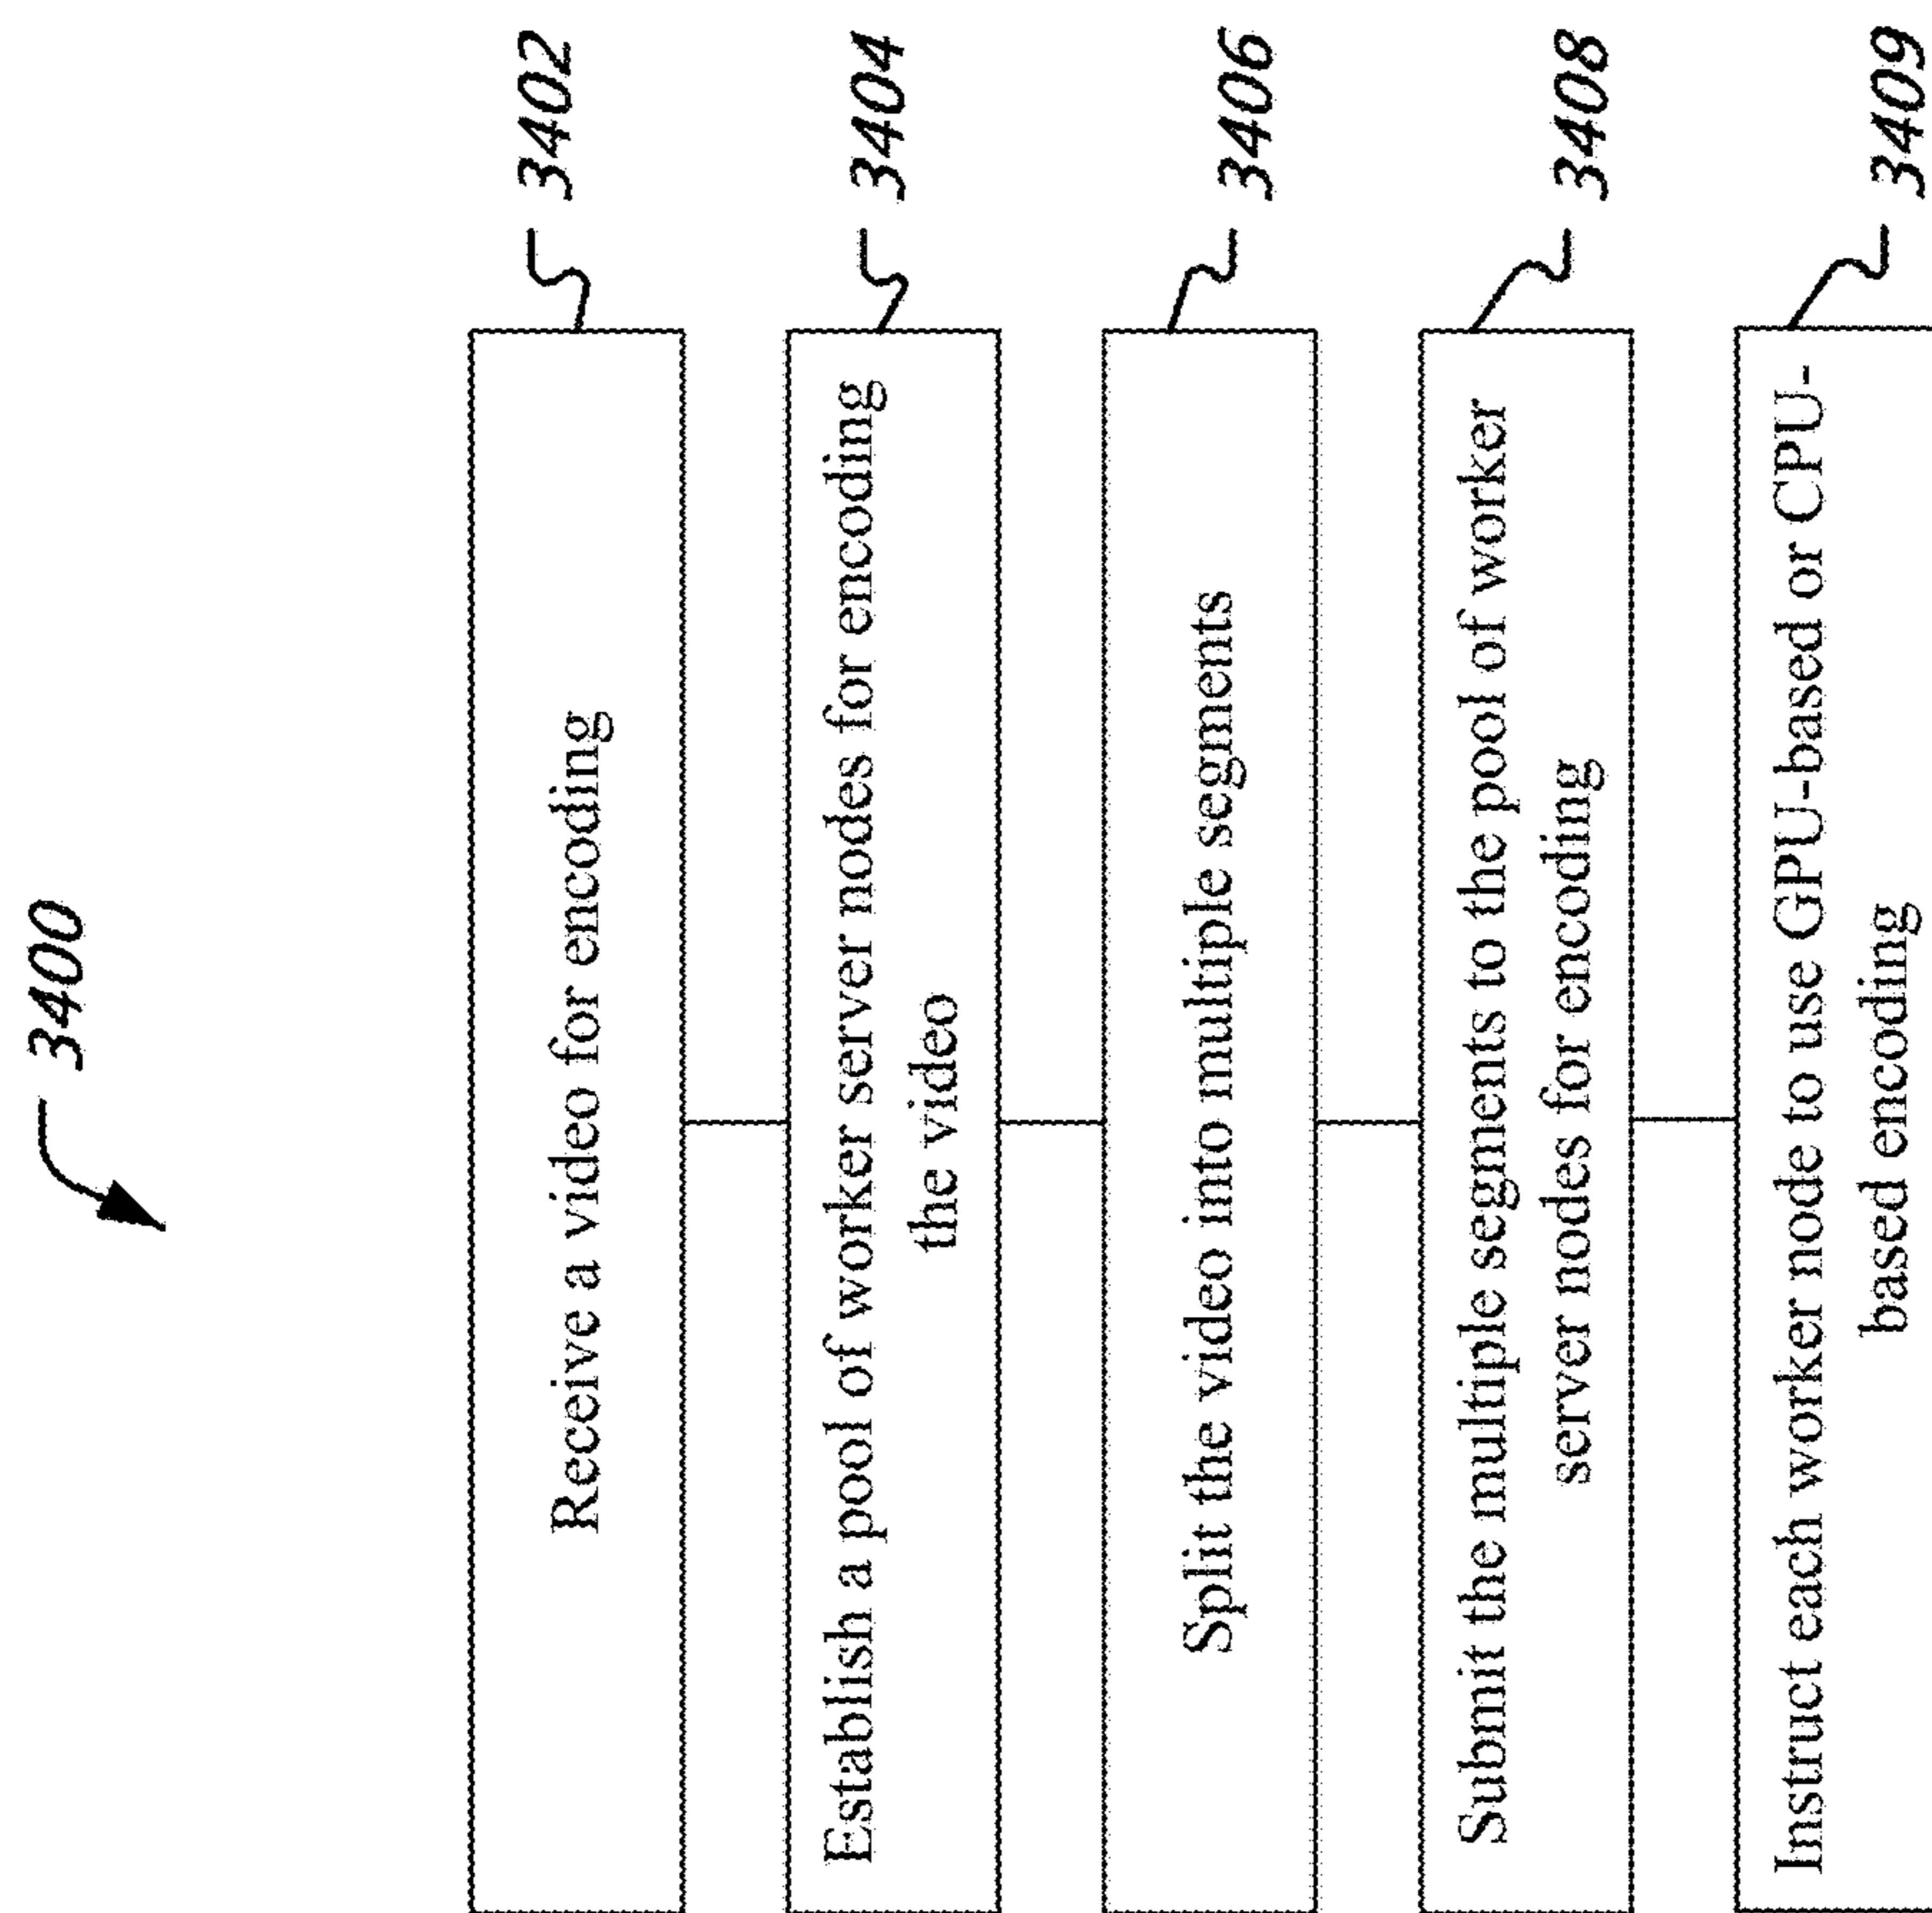 3400
Receive a video for encoding
3402
Establish a pool of worker server nodes for encoding
the video
3404
Split the video into multiple segments
3406
Submit the multiple segments to the pool of worker
server nodes for encoding
3408
Instruct each worker node to use GPU-based or CPU-
based encoding
3409